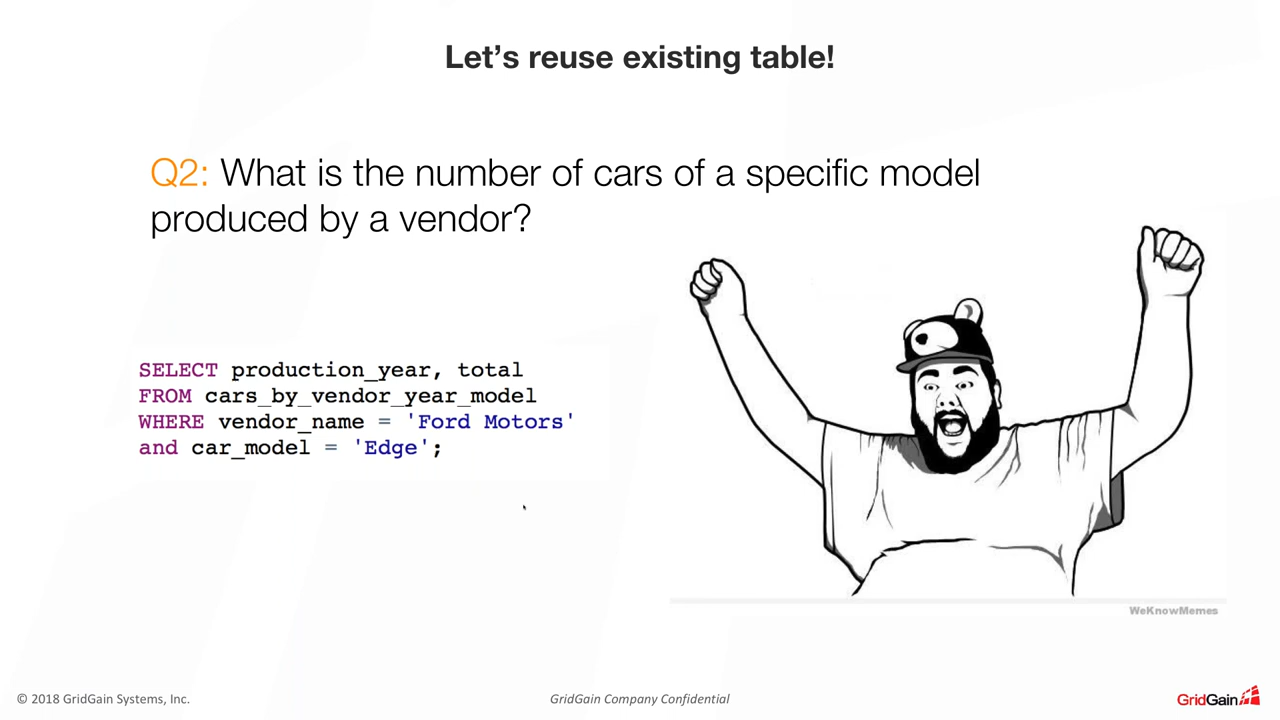 Let’s reuse existing table!
Q2: What is the number of cars of a specific model
produced by a vendor?
SELECT production_year, total
FROM cars_by_vendor_year_model
WHERE vendor_name = 'Ford Motors'
and car_model = 'Edge';
WeKnowMemes
© 2018 GridGain Systems, Inc.
GridGain Company Confidential
GridGain